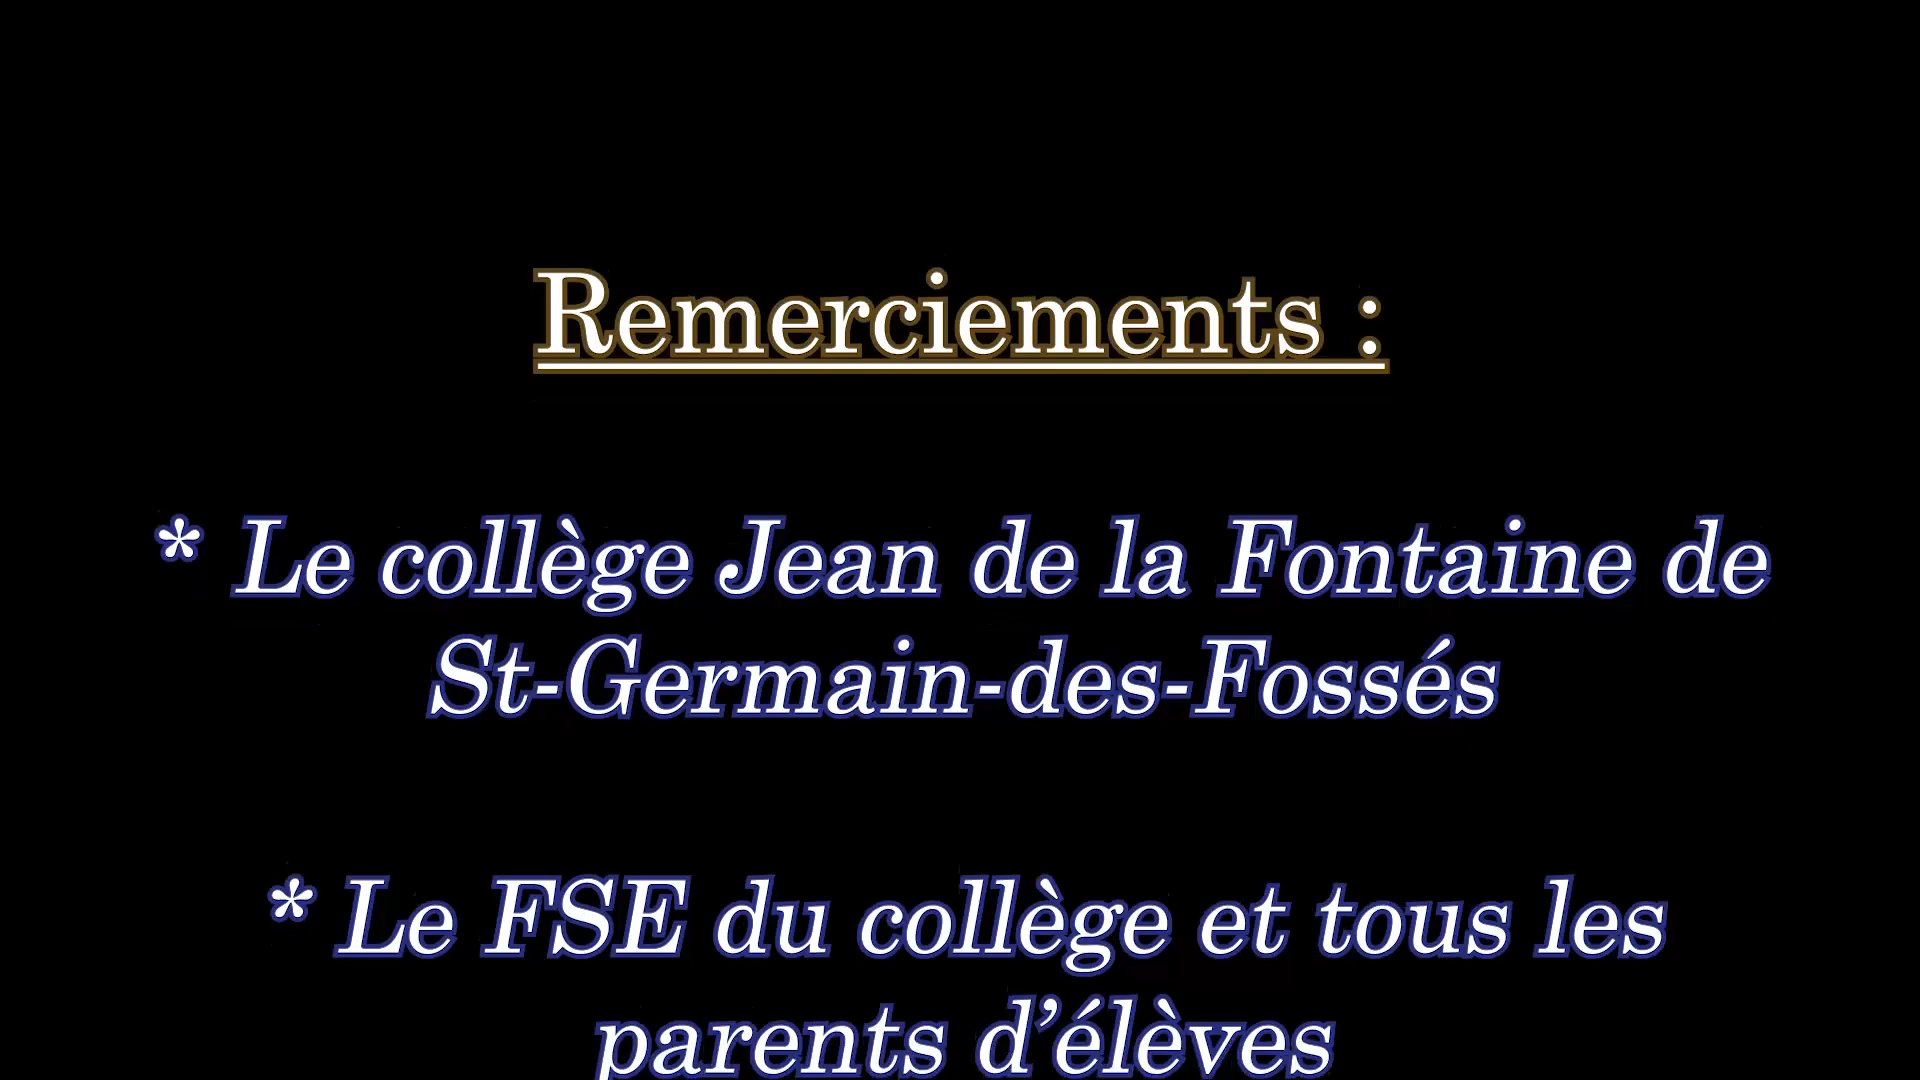 Remerciements :
* Le collège Jean de la Fontaine de
St-Germain-des-Fossés
* Le FSE du collège et tous les
parents d’élèves